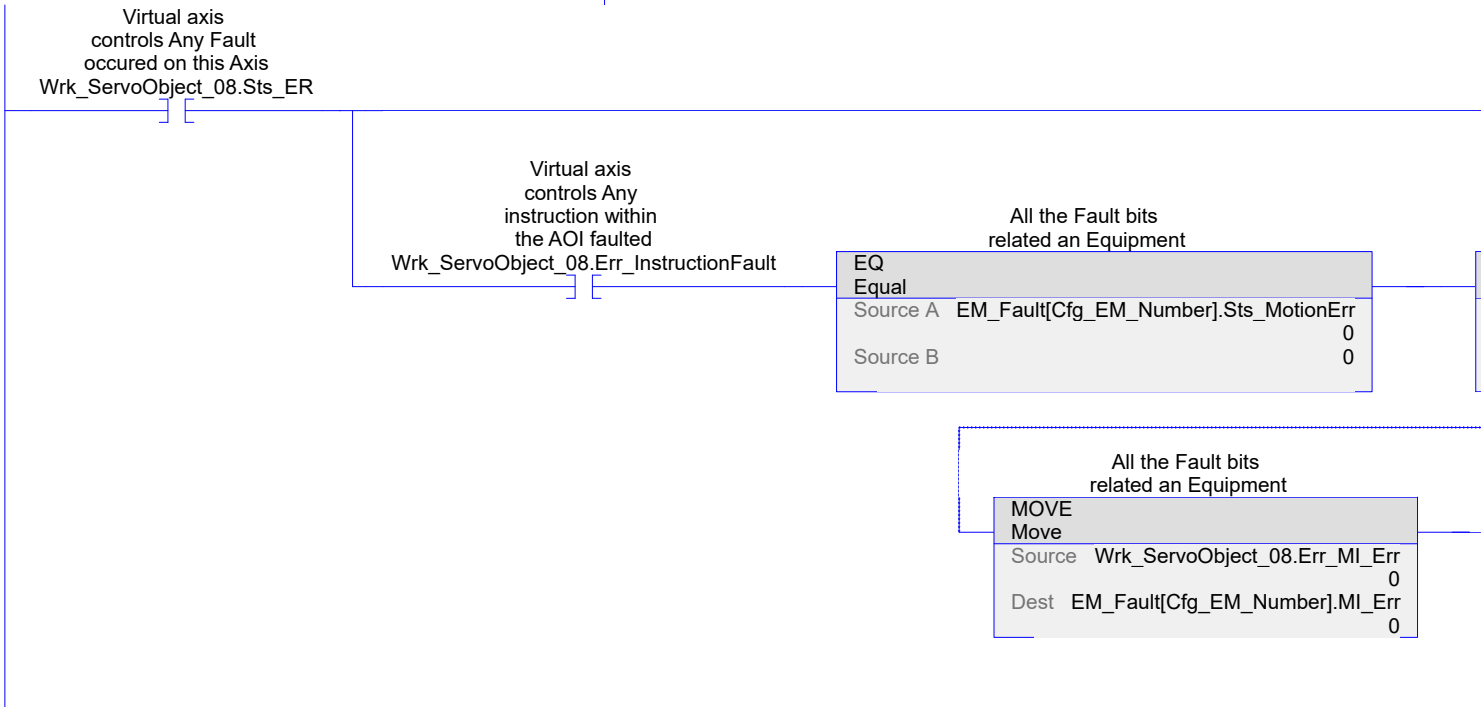 Virtual axis
controls Any Fault
occured on this Axis
Wrk_ServoObject_08.Sts_ER
Virtual axis
controls Any
instruction within
the AOI faulted
Wrk_ServoObject_08.Err_InstructionFault
All the Fault bits
related an Equipment
EQ
Equal
Source A EM_Fault[Cfg_EM_Number].Sts_MotionErr
0
Source B 0
All the Fault bits
related an Equipment
MOVE
Move
Source Wrk_ServoObject_08.Err_MI_Err
0
Dest EM_Fault[Cfg_EM_Number].MI_Err
0